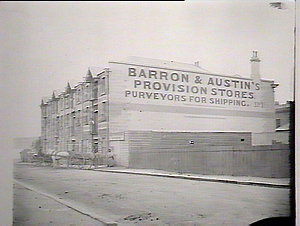 BARRON & AUSTIN'S
PROVISION STORES
PURVEYORS FOR SHIPPING.